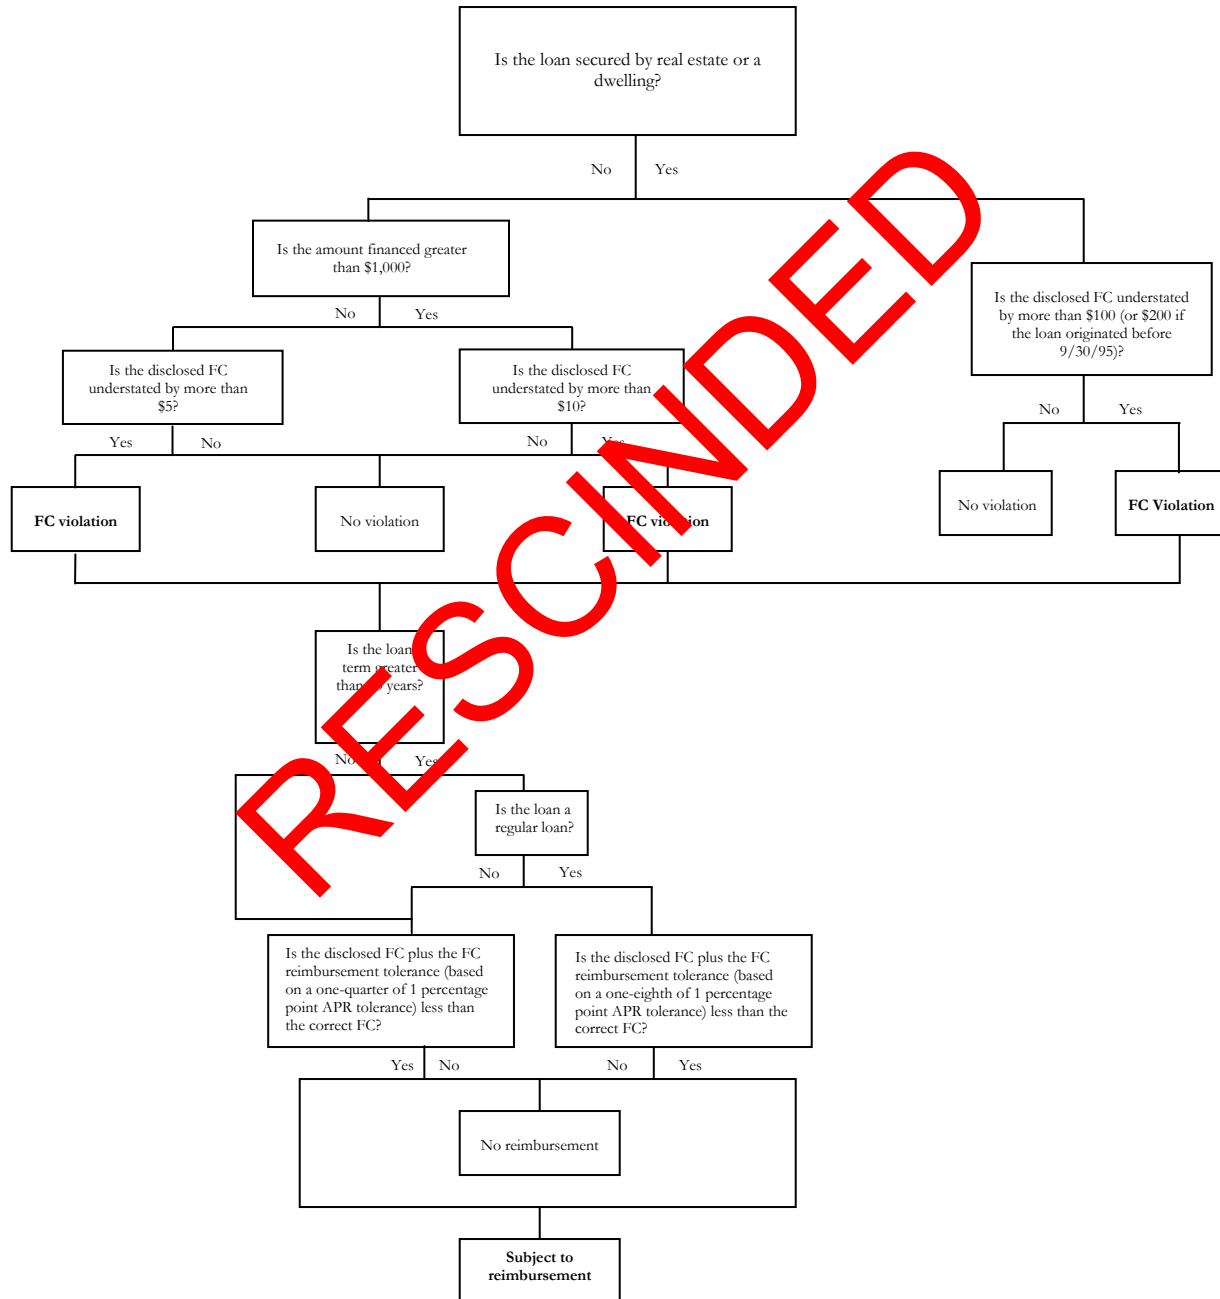 Is the loan secured by real estate or a
dwelling?
No Yes
Is the amount financed greater
than $1,000?
Is the disclosed FC understated
by more than $100 (or $200 if
the loan originated before
9/30/95)?
No Yes
Is the disclosed FC
understated by more than
$5?
Is the disclosed FC
understated by more than
$10?
No Yes
Yes No
No Yes
FC violation
No violation
FC violation
No violation
FC Violation
Is the loan
term greater
than years?
No Yes
Is the loan a
regular loan?
No Yes
Is the disclosed FC plus the FC
reimbursement tolerance (based
on a one-quarter of 1 percentage
point APR tolerance) less than
the correct FC?
Is the disclosed FC plus the FC
reimbursement tolerance (based
on a one-eighth of 1 percentage
point APR tolerance) less than the
correct FC?
Yes No
No Yes
No reimbursement
Subject to
reimbursement
RESCINDED